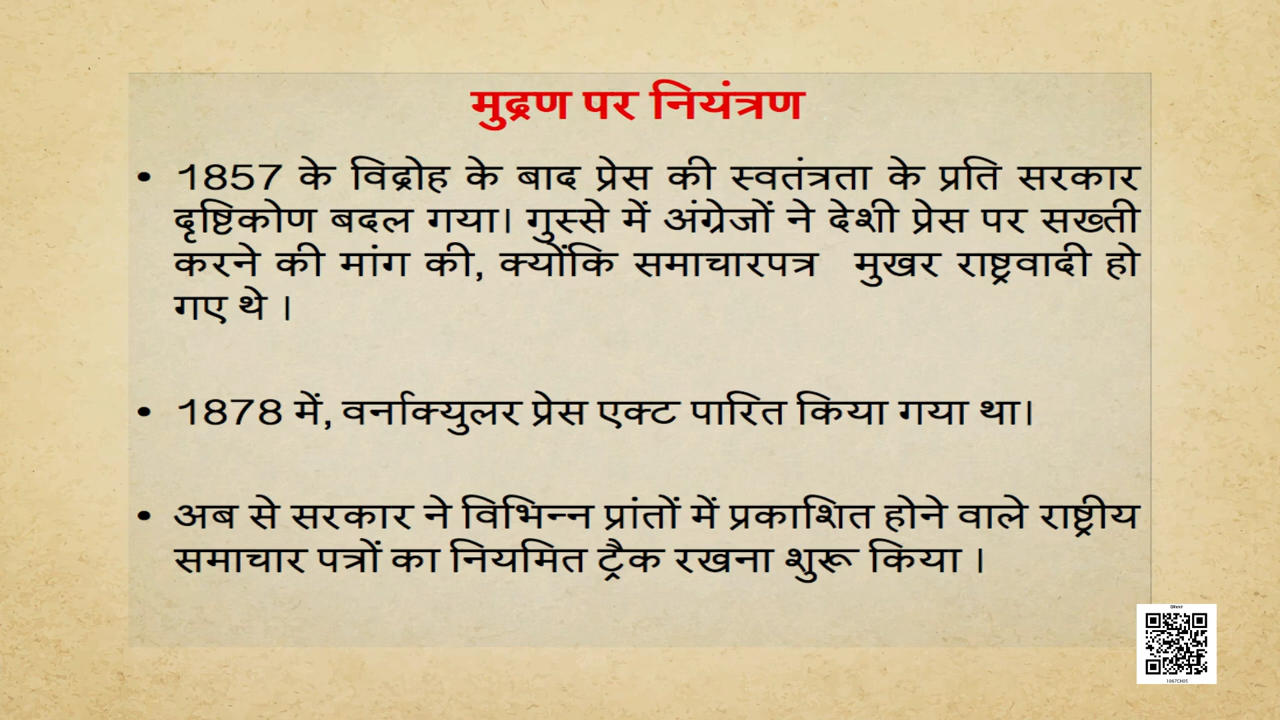 मुद्रण पर नियंत्रण
• 1857 के विद्रोह के बाद प्रेस की स्वतंत्रता के प्रति सरकार
दृष्टिकोण बदल गया। गुस्से में अंग्रेजों ने देशी प्रेस पर सख्ती
करने की मांग की, क्योंकि समाचारपत्र मुखर राष्ट्रवादी हो
गए थे ।
• 1878 में, वर्नाक्युलर प्रेस एक्ट पारित किया गया था।
• अब से सरकार ने विभिन्न प्रांतों में प्रकाशित होने वाले राष्ट्रीय
समाचार पत्रों का नियमित ट्रैक रखना शुरू किया ।
1067CH05